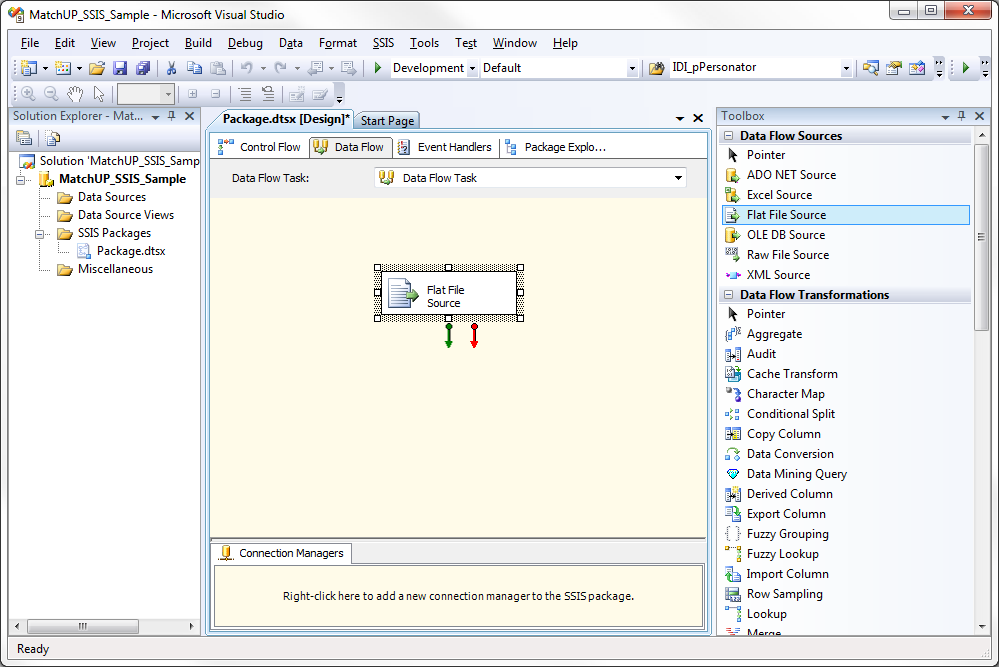 MatchUP_SSIS_Sample - Microsoft Visual Studio
File Edit View Project Build Debug Data Format SSIS Tools Test Window Help
Development Default IDI_pPersonator
Solution Explorer - Mat...
Solution 'MatchUP_SSIS_Samp
MatchUP_SSIS_Sample
Data Sources
Data Source Views
SSIS Packages
Package.dtsx
Miscellaneous
Package.dtsx [Design]* Start Page
Control Flow Data Flow Event Handlers Package Explo...
Data Flow Task: Data Flow Task
Flat File
Source
Connection Managers
Right-click here to add a new connection manager to the SSIS package.
Toolbox
Data Flow Sources
Pointer
ADO NET Source
Excel Source
Flat File Source
OLE DB Source
Raw File Source
XML Source
Data Flow Transformations
Pointer
Aggregate
Audit
Cache Transform
Character Map
Conditional Split
Copy Column
Data Conversion
Data Mining Query
Derived Column
Export Column
Fuzzy Grouping
Fuzzy Lookup
Import Column
Row Sampling
Lookup
Merge
Ready